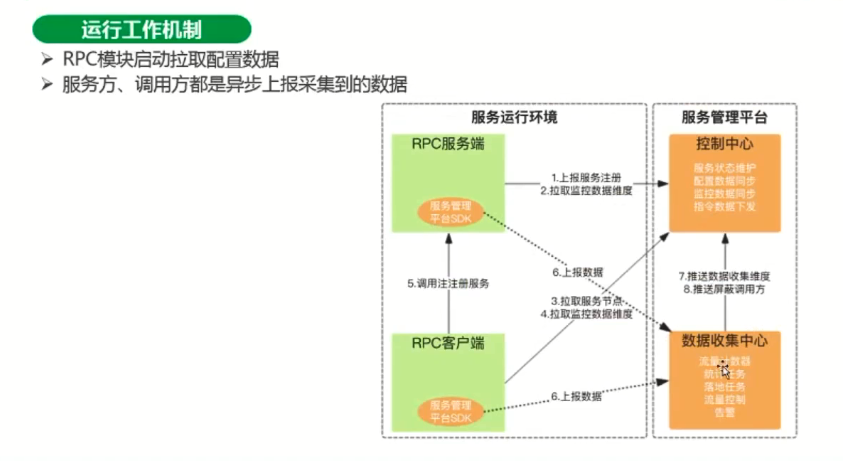 运行工作机制
RPC模块启动拉取配置数据
服务方、调用方都是异步上报采集到的数据
服务运行环境
服务管理平台
RPC服务端
控制中心
1.上报服务注册
2.拉取监控数据维度
服务状态维护
配置数据同步
监控数据同步
指令数据下发
服务管理
平台SDK
6.上报数据
7.推送数据收集维度
8.推送屏蔽调用方
5.调用注注册服务
3.拉取服务节点
4.拉取监控数据维度
RPC客户端
数据收集中心
流量计数器
统计任务
落地任务
流量控制
告警
6.上报数据
服务管理
平台SDK